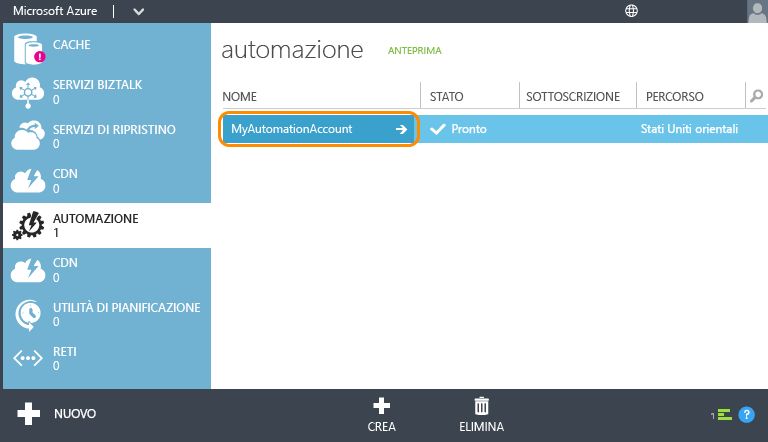 Microsoft Azure
CACHE
SERVIZI BIZTALK
0
SERVIZI DI RIPRISTINO
0
CDN
0
AUTOMAZIONE
1
CDN
0
UTILITÀ DI PIANIFICAZIONE
0
RETI
0
automazione ANTEPRIMA
NOME STATO SOTTOSCRIZIONE PERCORSO
MyAutomationAccount Pronto Stati Uniti orientali
NUOVO
CREA
ELIMINA
1
?